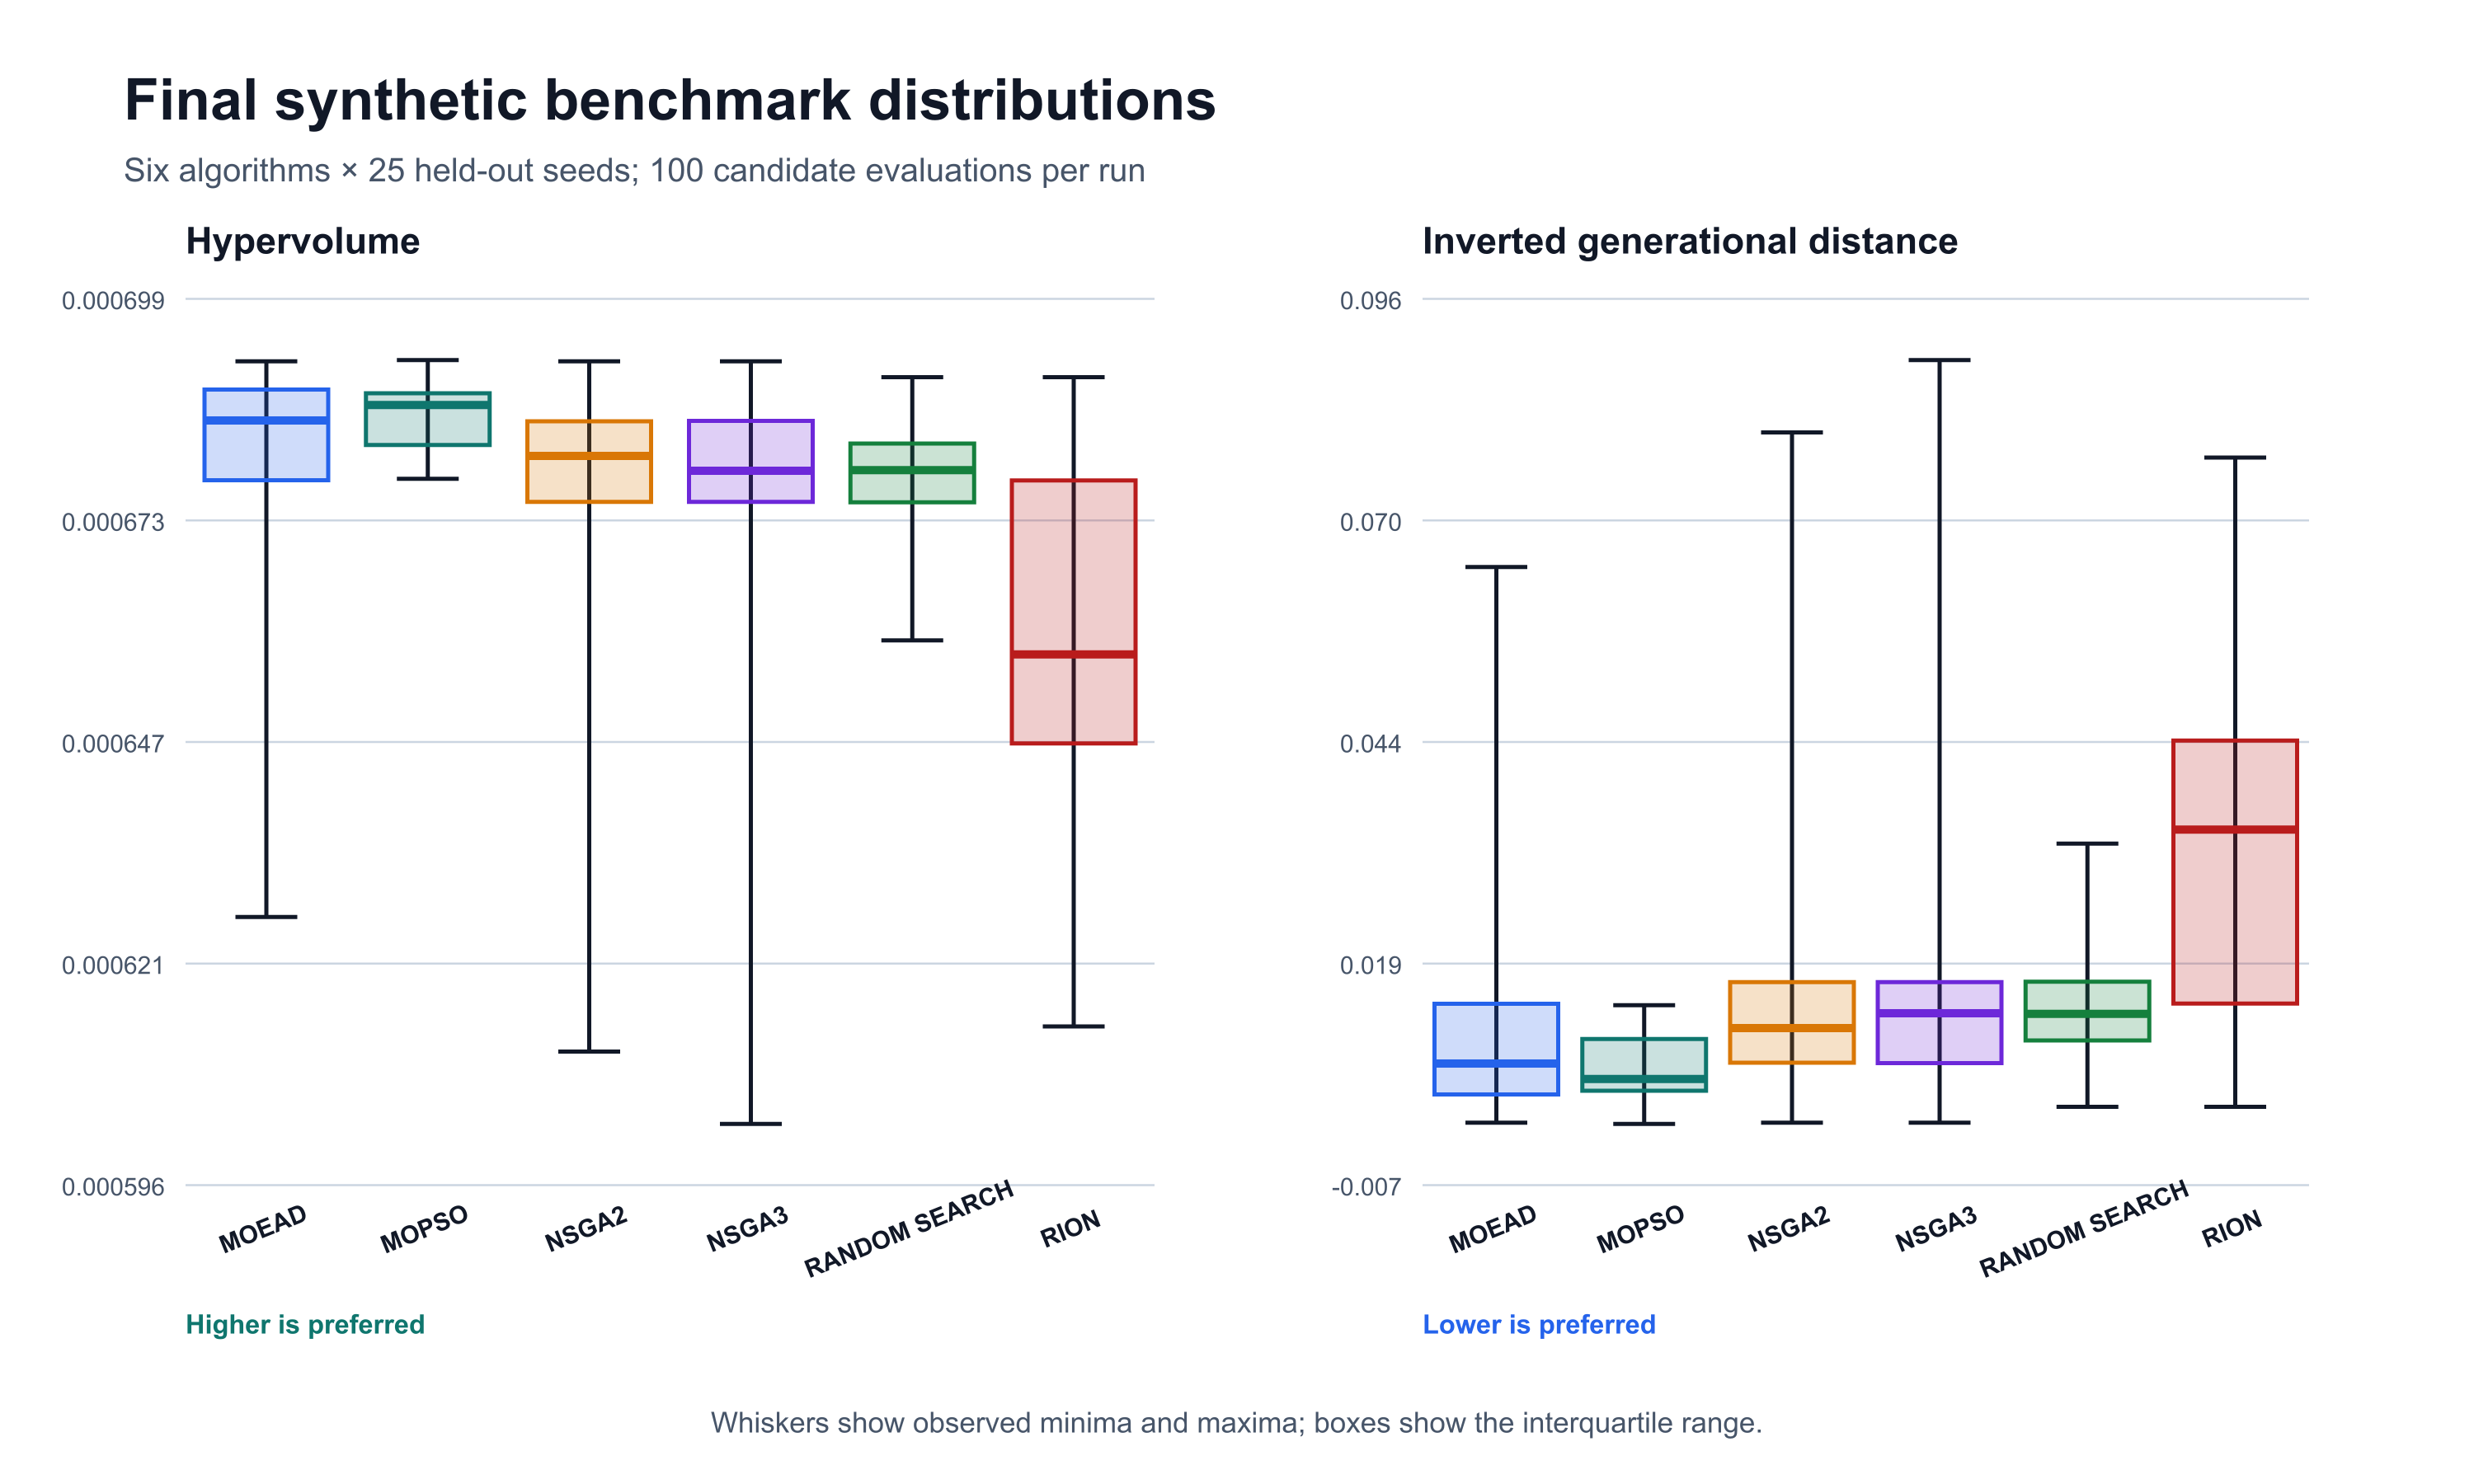 Final synthetic benchmark distributions
Six algorithms × 25 held-out seeds; 100 candidate evaluations per run
Hypervolume
0.000699
0.000673
0.000647
0.000621
0.000596
MOEAD
MOPSO
NSGA2
NSGA3
RANDOM SEARCH
RION
Higher is preferred
Inverted generational distance
0.096
0.070
0.044
0.019
-0.007
MOEAD
MOPSO
NSGA2
NSGA3
RANDOM SEARCH
RION
Lower is preferred
Whiskers show observed minima and maxima; boxes show the interquartile range.